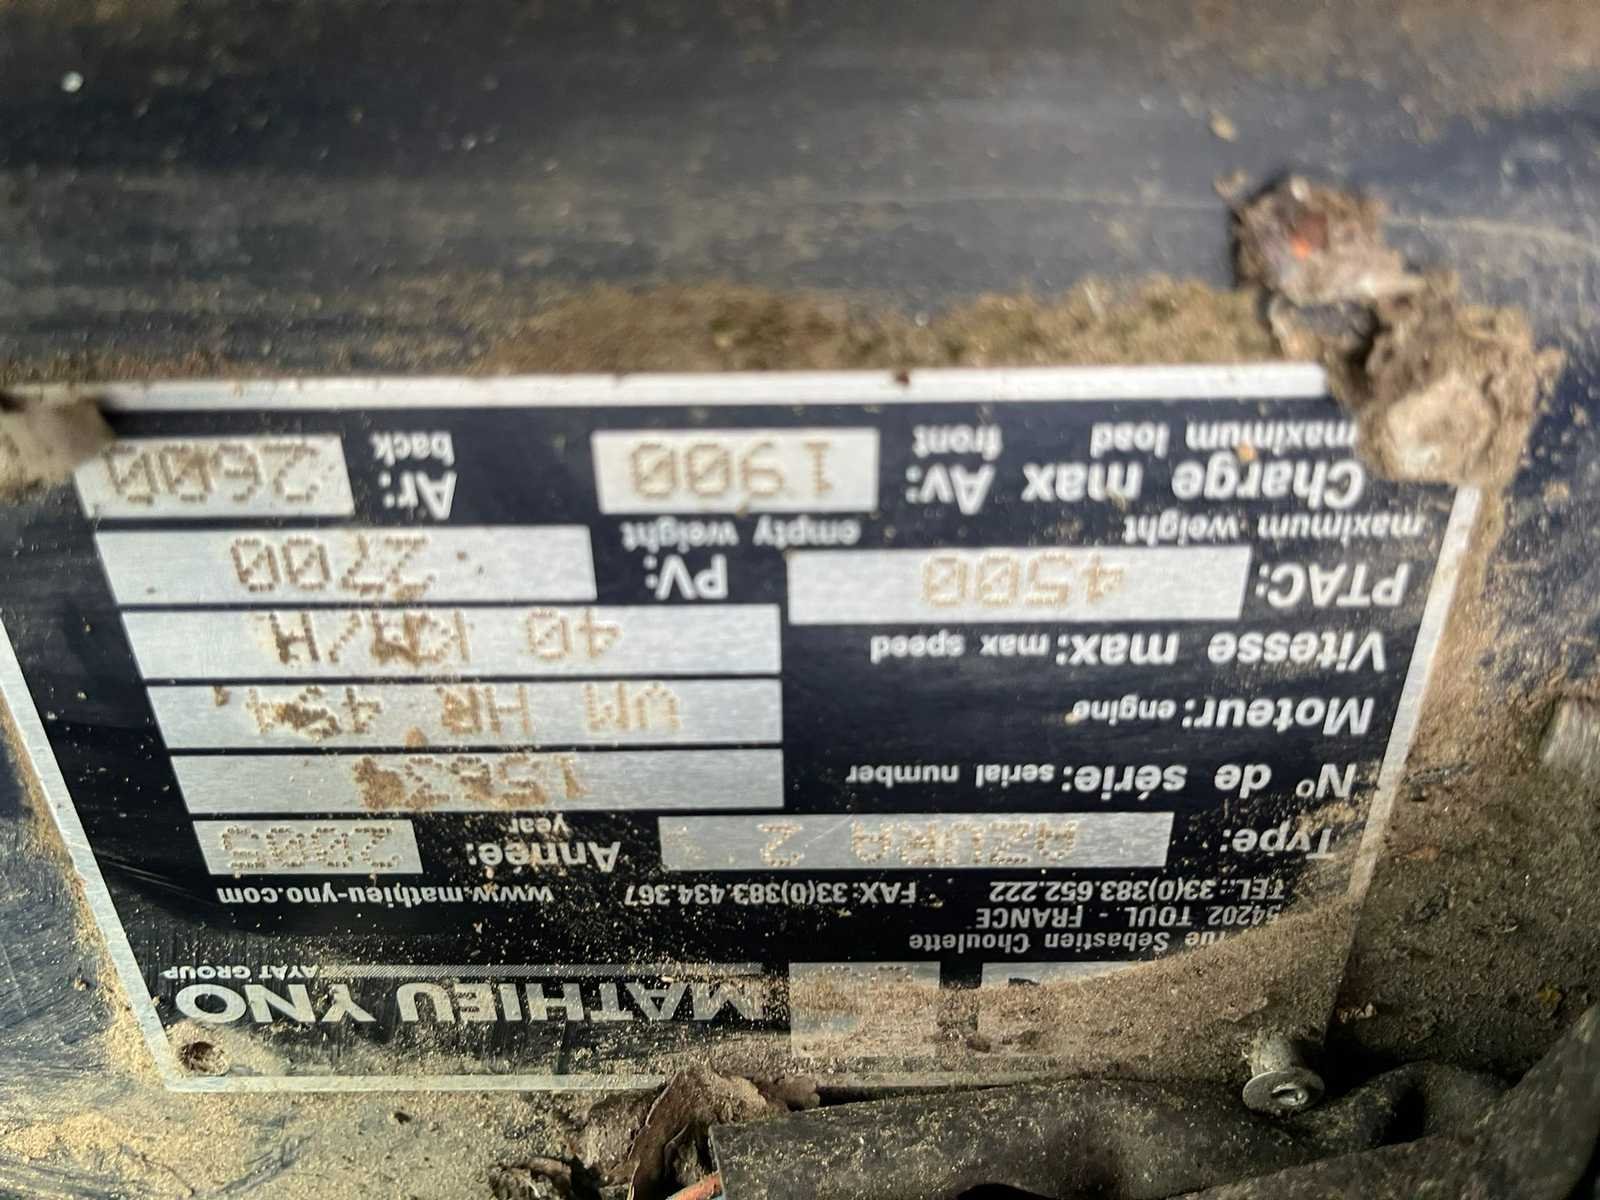 MATHIEU YNO
FAYAT GROUP
rue Sébastien Choulette
54202 TOUL - FRANCE
TEL.: 33(0)383.652.222 FAX: 33(0)383.434.367 www.mathieu-yno.com
Type: AZURA 2 Année: 2005
year
N° de série: serial number
Moteur: engine VM HR 494
Vitesse max: max speed 40 KM/H
PTAC: 4500 PV: 2700
maximum weight empty weight
Charge max Av: 1900 Ar: 2600
maximum load front back